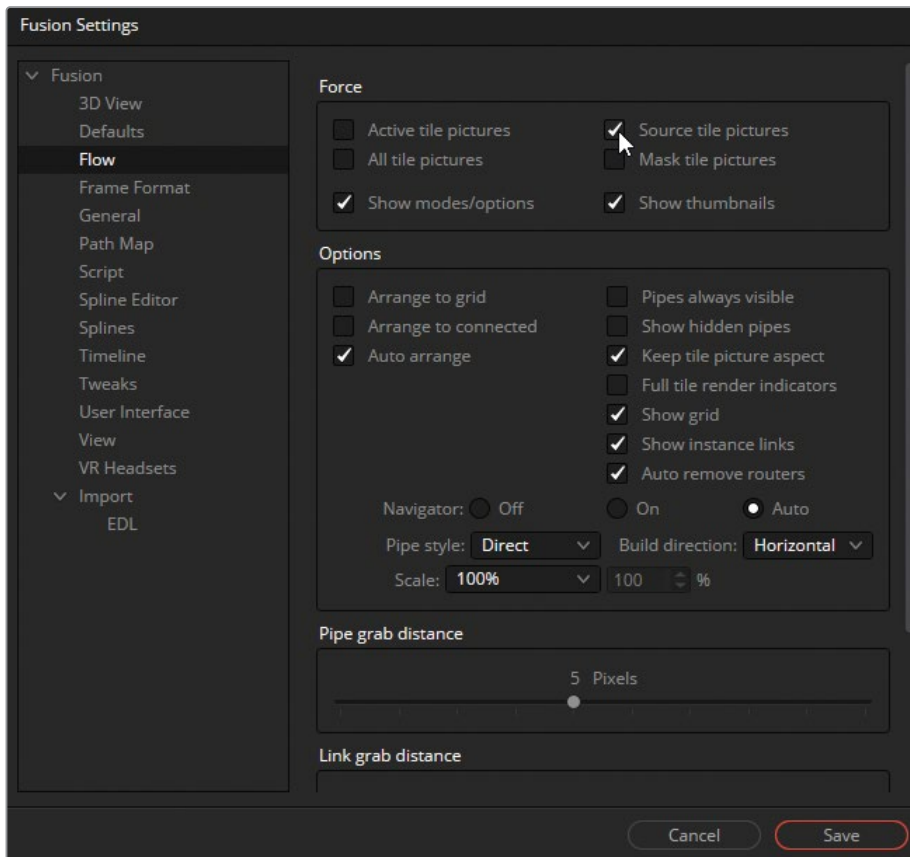 Fusion Settings
Fusion
3D View
Defaults
Flow
Frame Format
General
Path Map
Script
Spline Editor
Splines
Timeline
Tweaks
User Interface
View
VR Headsets
Import
EDL
Force
Active tile pictures
Source tile pictures
All tile pictures
Mask tile pictures
Show modes/options
Show thumbnails
Options
Arrange to grid
Pipes always visible
Arrange to connected
Show hidden pipes
Auto arrange
Keep tile picture aspect
Full tile render indicators
Show grid
Show instance links
Auto remove routers
Navigator: Off On Auto
Pipe style: Direct Build direction: Horizontal
Scale: 100% 100 %
Pipe grab distance
5 Pixels
Link grab distance
Cancel Save